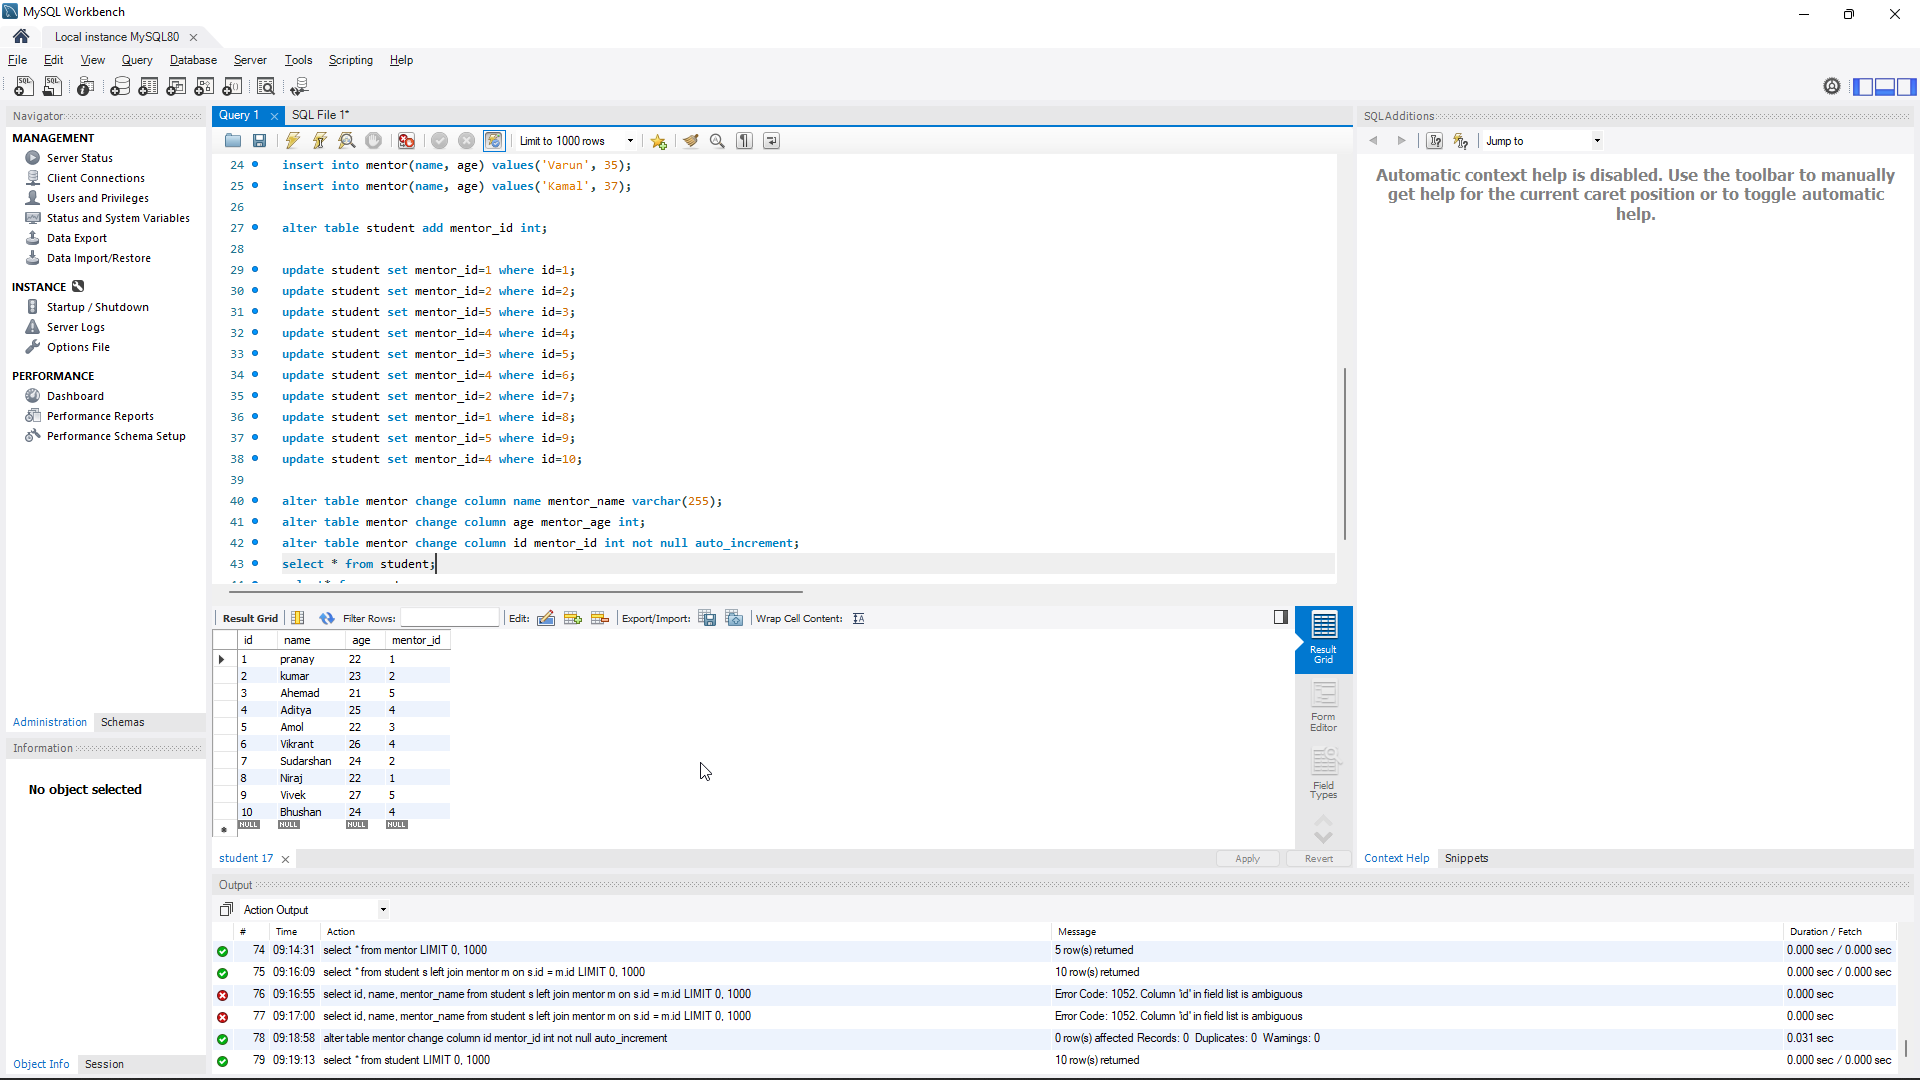 MySQL Workbench
Local instance MySQL80
File Edit View Query Database Server Tools Scripting Help
Navigator
MANAGEMENT
Server Status
Client Connections
Users and Privileges
Status and System Variables
Data Export
Data Import/Restore
INSTANCE
Startup / Shutdown
Server Logs
Options File
PERFORMANCE
Dashboard
Performance Reports
Performance Schema Setup
Administration Schemas
Information
No object selected
Object Info Session
Query 1 SQL File 1*
Limit to 1000 rows
24 insert into mentor(name, age) values('Varun', 35);
25 insert into mentor(name, age) values('Kamal', 37);
26
27 alter table student add mentor_id int;
28
29 update student set mentor_id=1 where id=1;
30 update student set mentor_id=2 where id=2;
31 update student set mentor_id=5 where id=3;
32 update student set mentor_id=4 where id=4;
33 update student set mentor_id=3 where id=5;
34 update student set mentor_id=4 where id=6;
35 update student set mentor_id=2 where id=7;
36 update student set mentor_id=1 where id=8;
37 update student set mentor_id=5 where id=9;
38 update student set mentor_id=4 where id=10;
39
40 alter table mentor change column name mentor_name varchar(255);
41 alter table mentor change column age mentor_age int;
42 alter table mentor change column id mentor_id int not null auto_increment;
43 select * from student;
Result Grid Filter Rows: Edit: Export/Import: Wrap Cell Content:
id name age mentor_id
1 pranay 22 1
2 kumar 23 2
3 Ahemad 21 5
4 Aditya 25 4
5 Amol 22 3
6 Vikrant 26 4
7 Sudarshan 24 2
8 Niraj 22 1
9 Vivek 27 5
10 Bhushan 24 4
NULL NULL NULL NULL
Result Grid
Form Editor
Field Types
student 17
Apply Revert
SQLAdditions
Jump to
Automatic context help is disabled. Use the toolbar to manually
get help for the current caret position or to toggle automatic
help.
Context Help Snippets
Output
Action Output
# Time Action Message Duration / Fetch
74 09:14:31 select * from mentor LIMIT 0, 1000 5 row(s) returned 0.000 sec / 0.000 sec
75 09:16:09 select * from student s left join mentor m on s.id = m.id LIMIT 0, 1000 10 row(s) returned 0.000 sec / 0.000 sec
76 09:16:55 select id, name, mentor_name from student s left join mentor m on s.id = m.id LIMIT 0, 1000 Error Code: 1052. Column 'id' in field list is ambiguous 0.000 sec
77 09:17:00 select id, name, mentor_name from student s left join mentor m on s.id = m.id LIMIT 0, 1000 Error Code: 1052. Column 'id' in field list is ambiguous 0.000 sec
78 09:18:58 alter table mentor change column id mentor_id int not null auto_increment 0 row(s) affected Records: 0 Duplicates: 0 Warnings: 0 0.031 sec
79 09:19:13 select * from student LIMIT 0, 1000 10 row(s) returned 0.000 sec / 0.000 sec